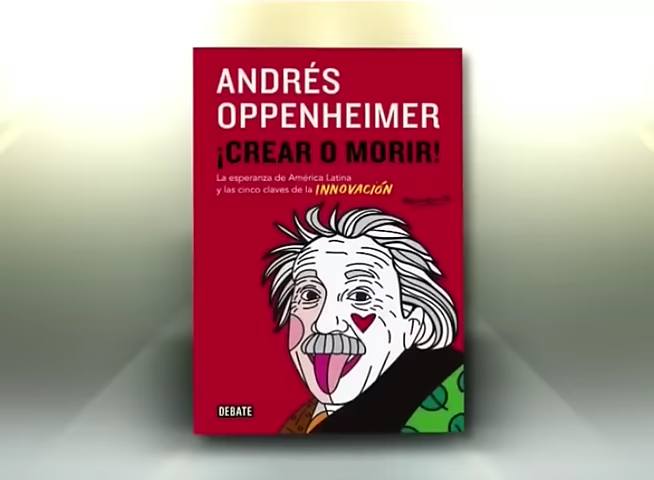 ANDRÉS
OPPENHEIMER
¡CREAR O MORIR!
La esperanza de América Latina
y las cinco claves de la INNOVACIÓN
DEBATE